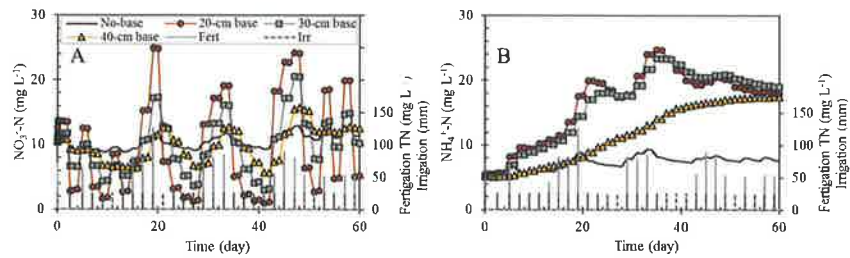 No-base 20-cm base 30-cm base
40-cm base Fert Irr
A
NO₃⁻-N (mg L⁻¹)
30
20
10
0
Fertigation TN (mg L⁻¹)
Irrigation (mm)
150
100
50
0
0 20 40 60
Time (day)
B
NH₄⁺-N (mg L⁻¹)
30
20
10
0
Fertigation TN (mg L⁻¹)
Irrigation (mm)
150
100
50
0
0 20 40 60
Time (day)